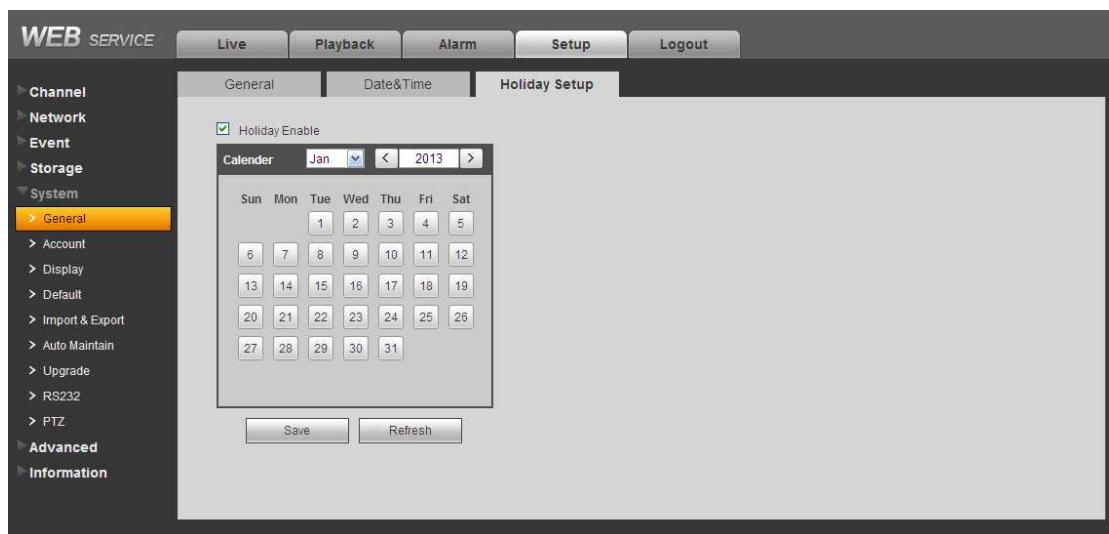 WEB SERVICE
Live Playback Alarm Setup Logout
General Date&Time Holiday Setup
Channel
Network
Event
Storage
System
> General
> Account
> Display
> Default
> Import & Export
> Auto Maintain
> Upgrade
> RS232
> PTZ
Advanced
Information
Holiday Enable
Calender Jan < 2013 >
Sun Mon Tue Wed Thu Fri Sat
1 2 3 4 5
6 7 8 9 10 11 12
13 14 15 16 17 18 19
20 21 22 23 24 25 26
27 28 29 30 31
Save Refresh